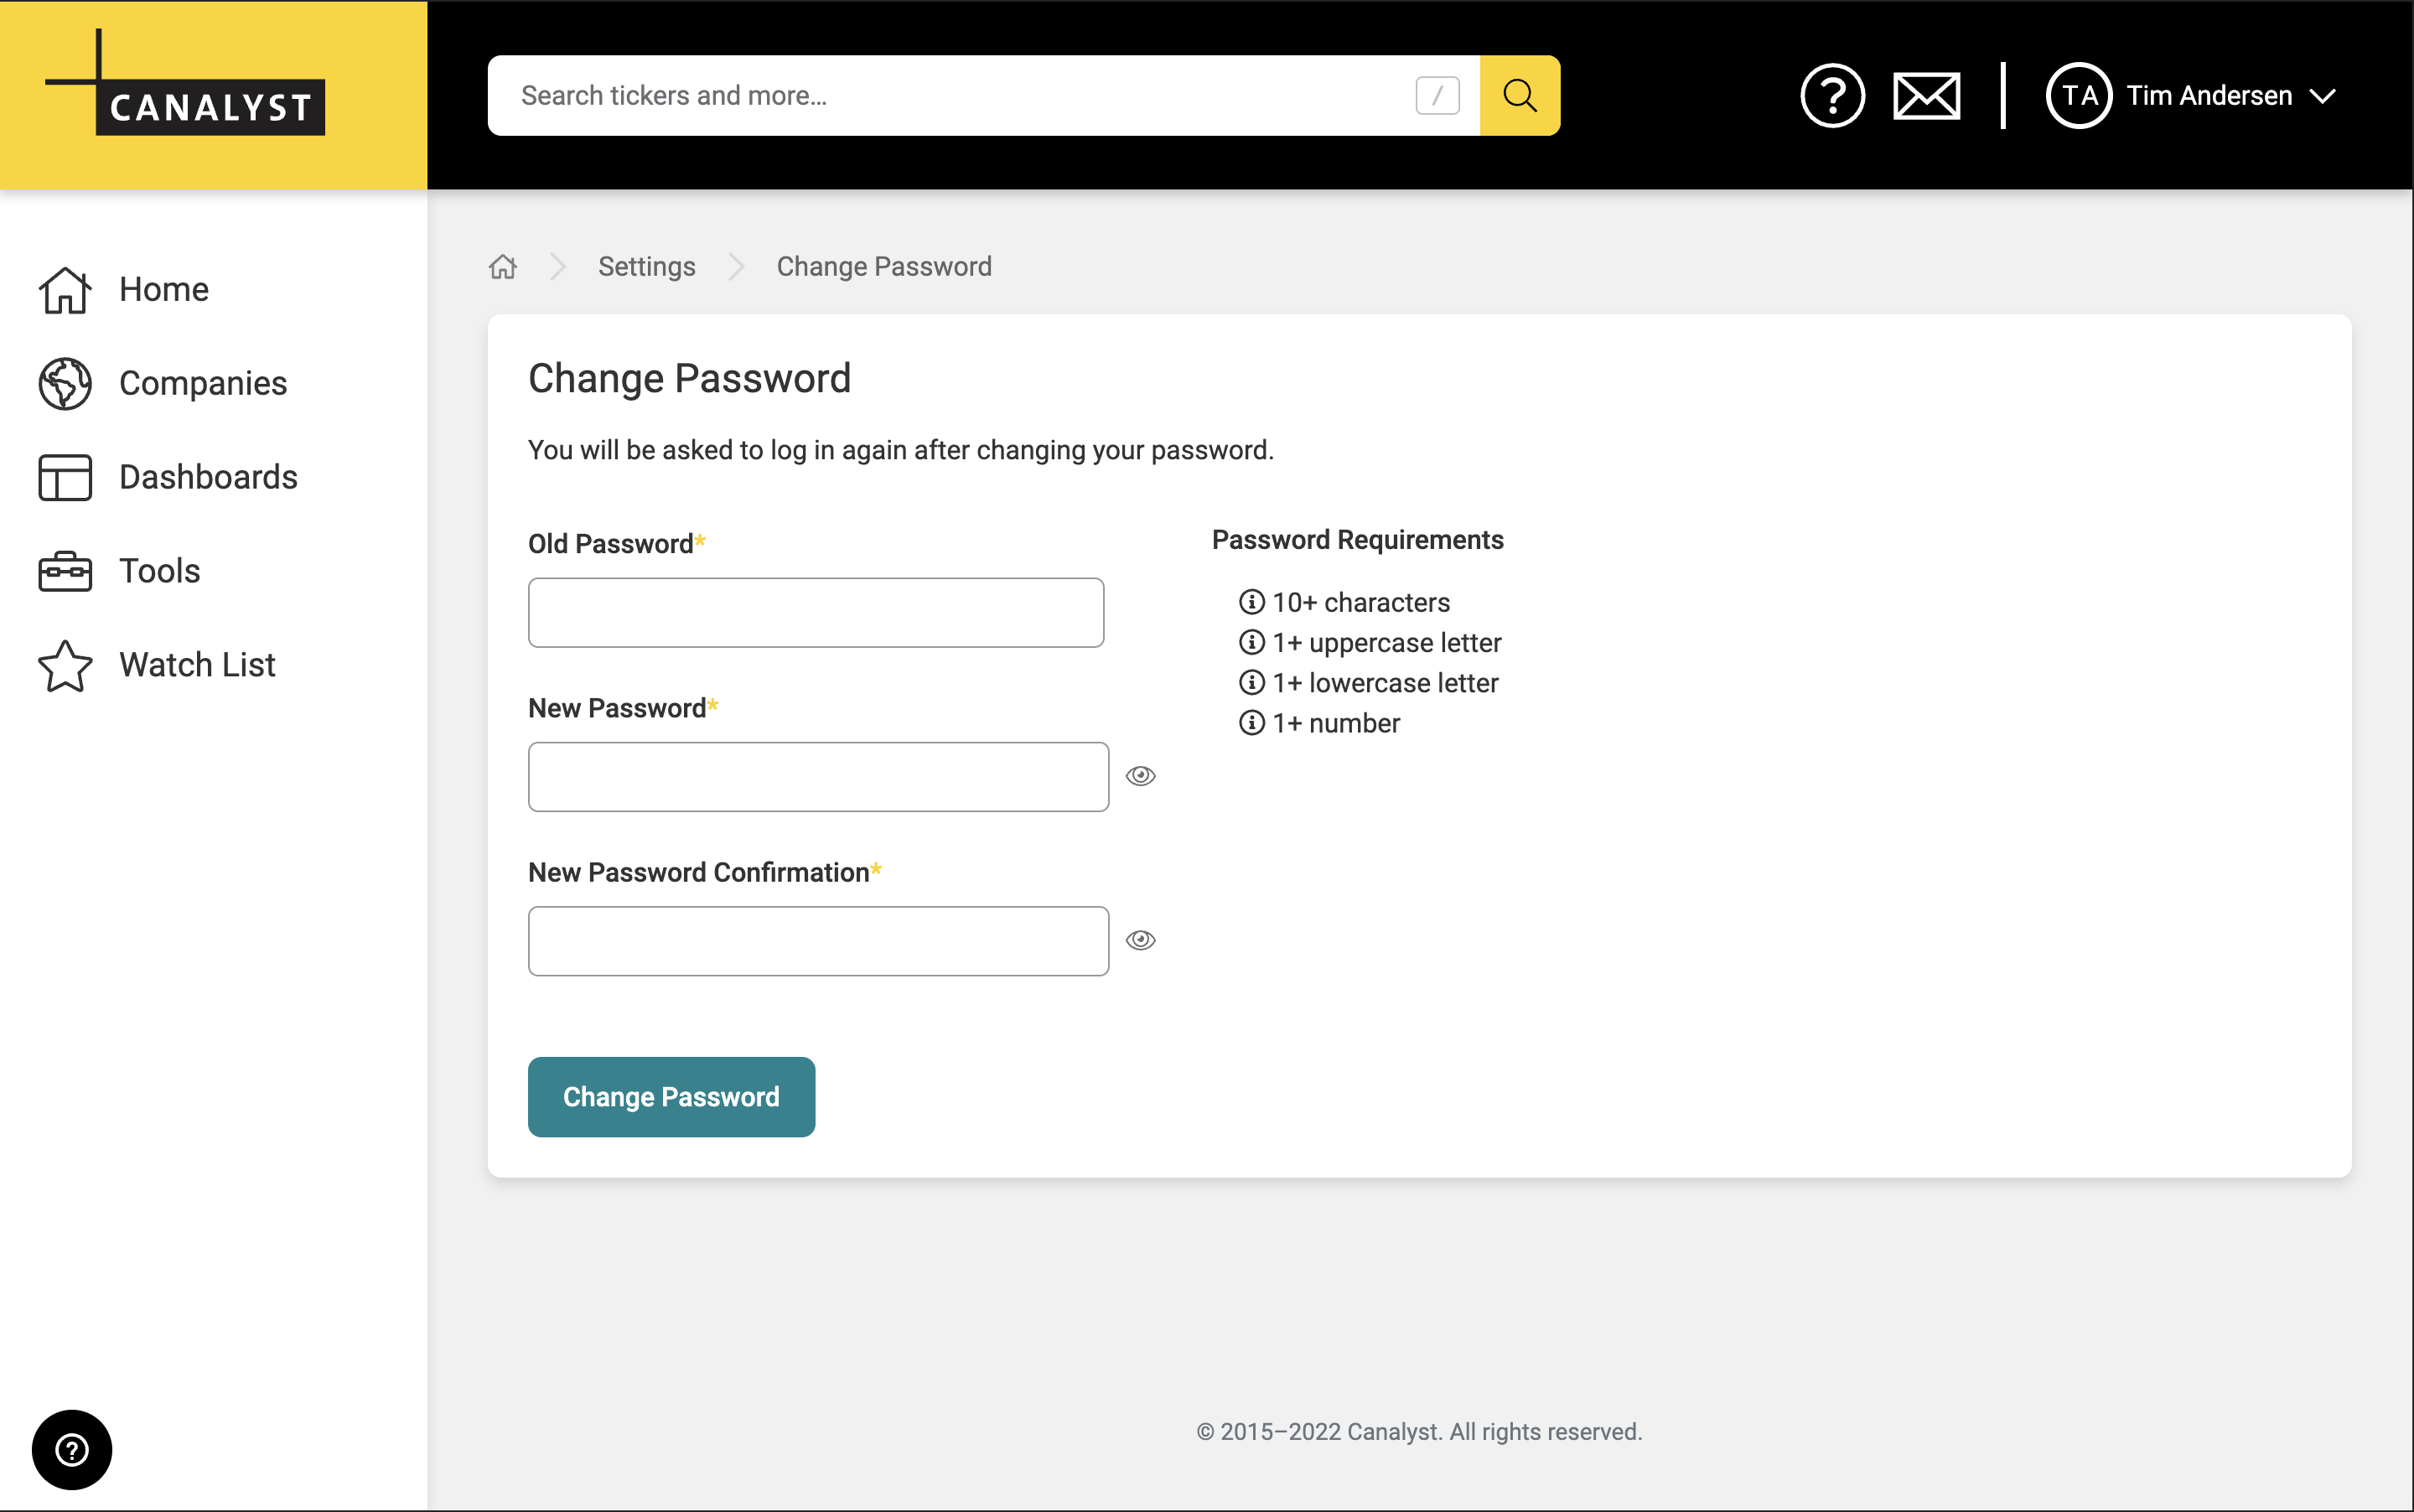 CANALYST
Search tickers and more...
/
?
TA
Tim Andersen
Home
Companies
Dashboards
Tools
Watch List
Settings
Change Password
Change Password
You will be asked to log in again after changing your password.
Old Password*
New Password*
New Password Confirmation*
Password Requirements
10+ characters
1+ uppercase letter
1+ lowercase letter
1+ number
Change Password
© 2015–2022 Canalyst. All rights reserved.
?